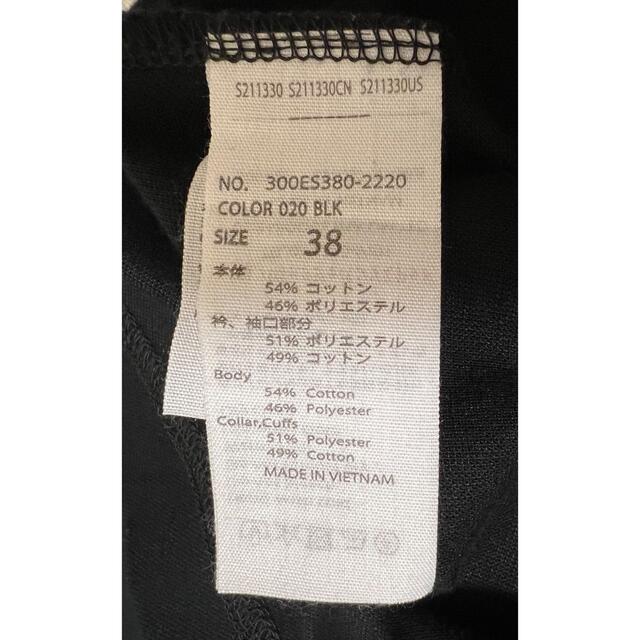 S211330 S211330CN S211330US
NO. 300ES380-2220
COLOR 020 BLK
SIZE 38
本体
54% コットン
46% ポリエステル
衿、袖口部分
51% ポリエステル
49% コットン
Body
54% Cotton
46% Polyester
Collar,Cuffs
51% Polyester
49% Cotton
MADE IN VIETNAM